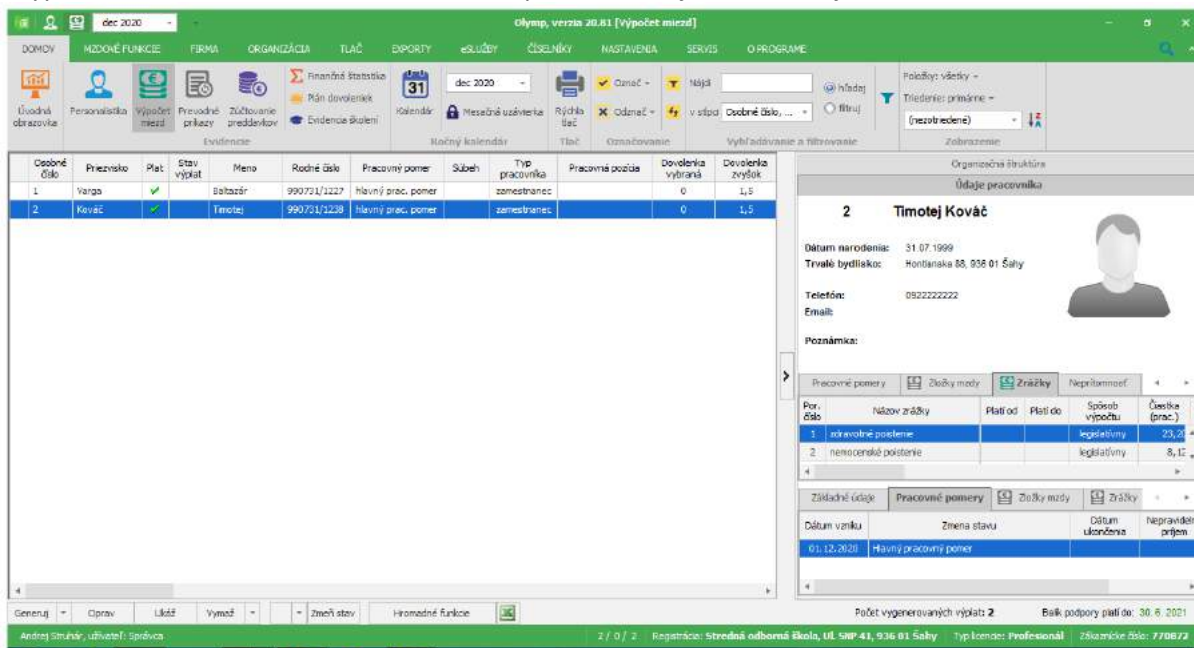 dec 2020
Olymp, verzia 20.81 [Výpočet miezd]
DOMOV MZDOVÉ FUNKCIE FIRMA ORGANIZÁCIA TLAČ EXPORTY eSLUŽBY ČÍSELNÍKY NASTAVENIA SERVIS O PROGRAME
Úvodná obrazovka
Personalistika
Výpočet miezd
Prevodné príkazy
Zúčtovanie preddavkov
Finančná štatistika
Plán dovoleniek
Evidencia školení
Evidencie
31
Kalendár
dec 2020
Mesačná uzávierka
Ročný kalendár
Rýchla tlač
Tlač
Označ
Odznač
Označovanie
Nájdi
v stĺpci Osobné číslo, ...
hľadaj
filtruj
Vyhľadávanie a filtrovanie
Položky: všetky
Triedenie: primárne
(nezotriedené)
Zobrazenie
Osobné číslo Priezvisko Plat Stav výplat Meno Rodné číslo Pracovný pomer Súbeh Typ pracovníka Pracovná pozícia Dovolenka vybraná Dovolenka zvyšok
1 Varga Baltazár 990731/1227 hlavný prac. pomer zamestnanec 0 1,5
2 Kováč Timotej 990731/1238 hlavný prac. pomer zamestnanec 0 1,5
Organizačná štruktúra
Údaje pracovníka
2 Timotej Kováč
Dátum narodenia: 31.07.1999
Trvalé bydlisko: Hontianska 88, 936 01 Šahy
Telefón: 0922222222
Email:
Poznámka:
Pracovné pomery Zložky mzdy Zrážky Neprítomnosť
Por. číslo Názov zrážky Platí od Platí do Spôsob výpočtu Čiastka (prac.)
1 zdravotné poistenie legislatívny 23,20
2 nemocenské poistenie legislatívny 8,12
Základné údaje Pracovné pomery Zložky mzdy Zrážky
Dátum vzniku Zmena stavu Dátum ukončenia Nepravideln príjem
01.12.2020 Hlavný pracovný pomer
Generuj Oprav Ukáž Vymaž Zmeň stav Hromadné funkcie
Počet vygenerovaných výplat: 2 Balík podpory platí do: 30. 6. 2021
Andrej Struhár, užívateľ: Správca 2 / 0 / 2 Registrácia: Stredná odborná škola, Ul. SNP 41, 936 01 Šahy Typ licencie: Profesionál Zákaznícke číslo: 770872